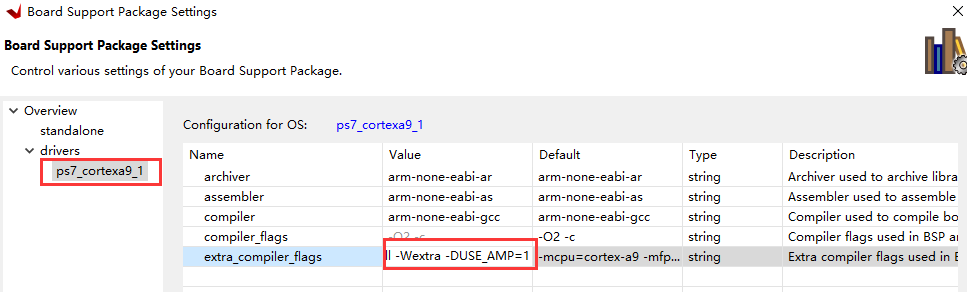 Board Support Package Settings
Board Support Package Settings
Control various settings of your Board Support Package.
Overview
standalone
drivers
ps7_cortexa9_1
Configuration for OS: ps7_cortexa9_1
Name Value Default Type Description
archiver arm-none-eabi-ar arm-none-eabi-ar string Archiver used to archive libra
assembler arm-none-eabi-as arm-none-eabi-as string Assembler used to assemble
compiler arm-none-eabi-gcc arm-none-eabi-gcc string Compiler used to compile bo
compiler_flags -O2 -c -O2 -c string Compiler flags used in BSP ar
extra_compiler_flags ll -Wextra -DUSE_AMP=1 -mcpu=cortex-a9 -mfp... string Extra compiler flags used in B